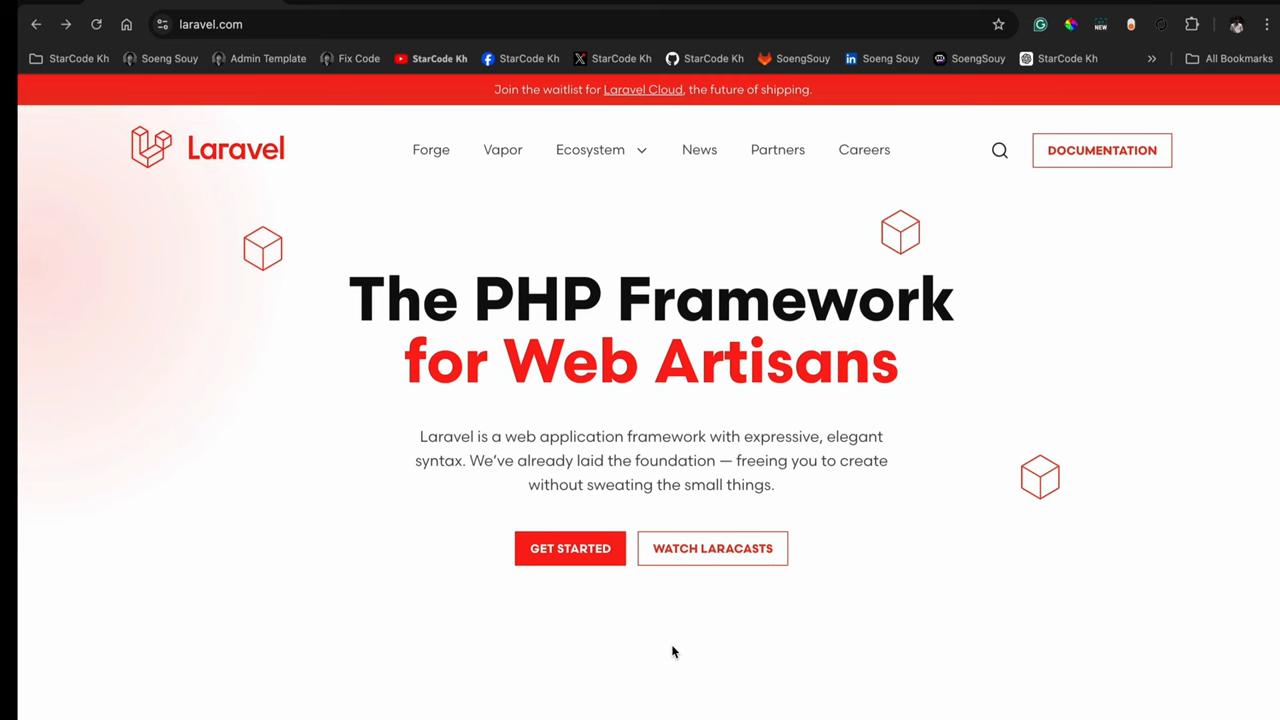 laravel.com
NEW
StarCode Kh Soeng Souy Admin Template Fix Code StarCode Kh StarCode Kh StarCode Kh StarCode Kh SoengSouy Soeng Souy SoengSouy StarCode Kh » All Bookmarks
Join the waitlist for Laravel Cloud, the future of shipping.
Laravel Forge Vapor Ecosystem News Partners Careers DOCUMENTATION
The PHP Framework
for Web Artisans
Laravel is a web application framework with expressive, elegant
syntax. We’ve already laid the foundation — freeing you to create
without sweating the small things.
GET STARTED WATCH LARACASTS